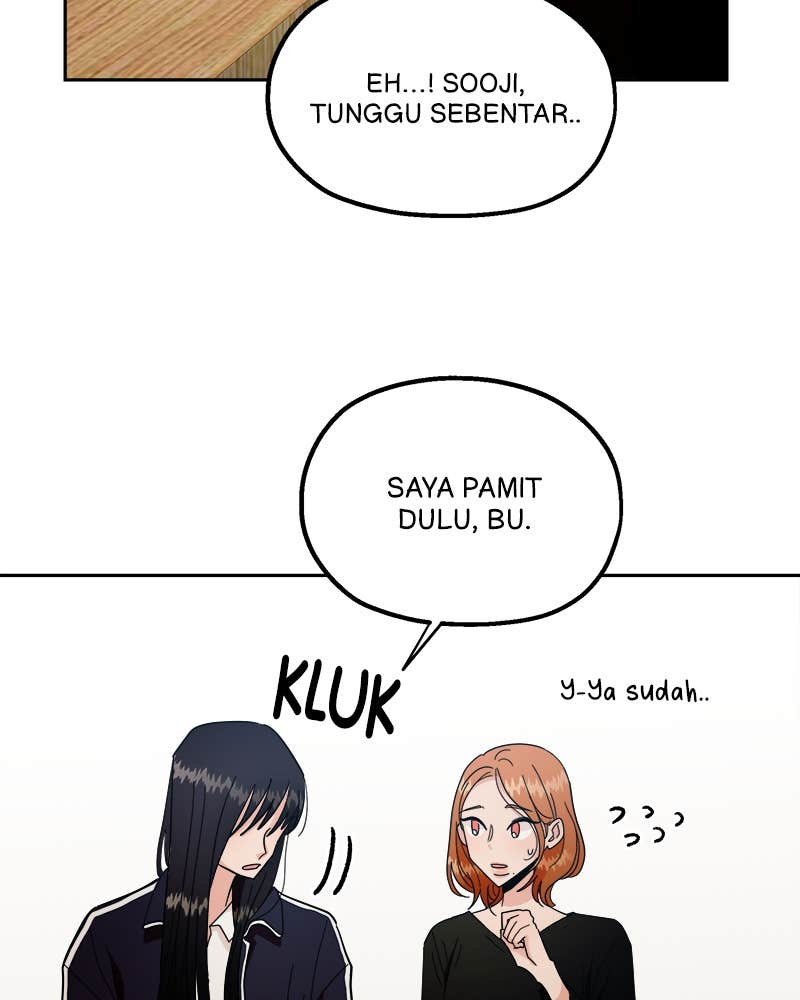 EH...! SOOJI,
TUNGGU SEBENTAR..
SAYA PAMIT
DULU, BU.
KLUK
Y-Ya sudah..